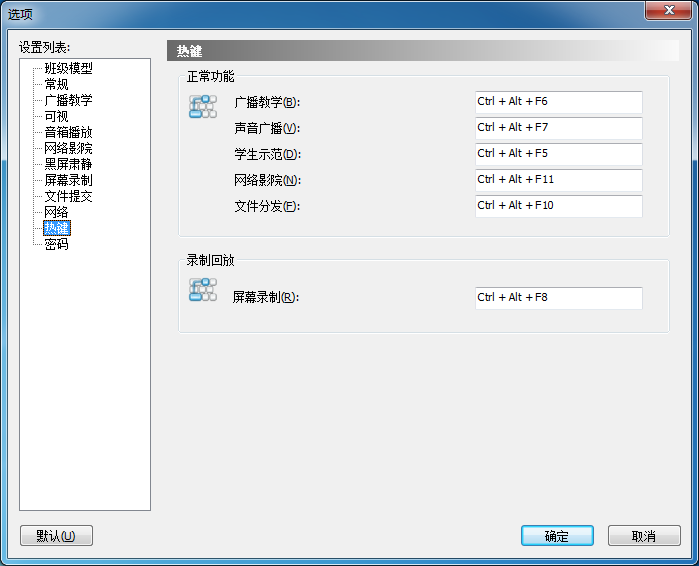 选项
设置列表:
班级模型
常规
广播教学
可视
音箱播放
网络影院
黑屏肃静
屏幕录制
文件提交
网络
热键
密码
热键
正常功能
广播教学(B): Ctrl + Alt + F6
声音广播(V): Ctrl + Alt + F7
学生示范(D): Ctrl + Alt + F5
网络影院(N): Ctrl + Alt + F11
文件分发(F): Ctrl + Alt + F10
录制回放
屏幕录制(R): Ctrl + Alt + F8
默认(U) 确定 取消